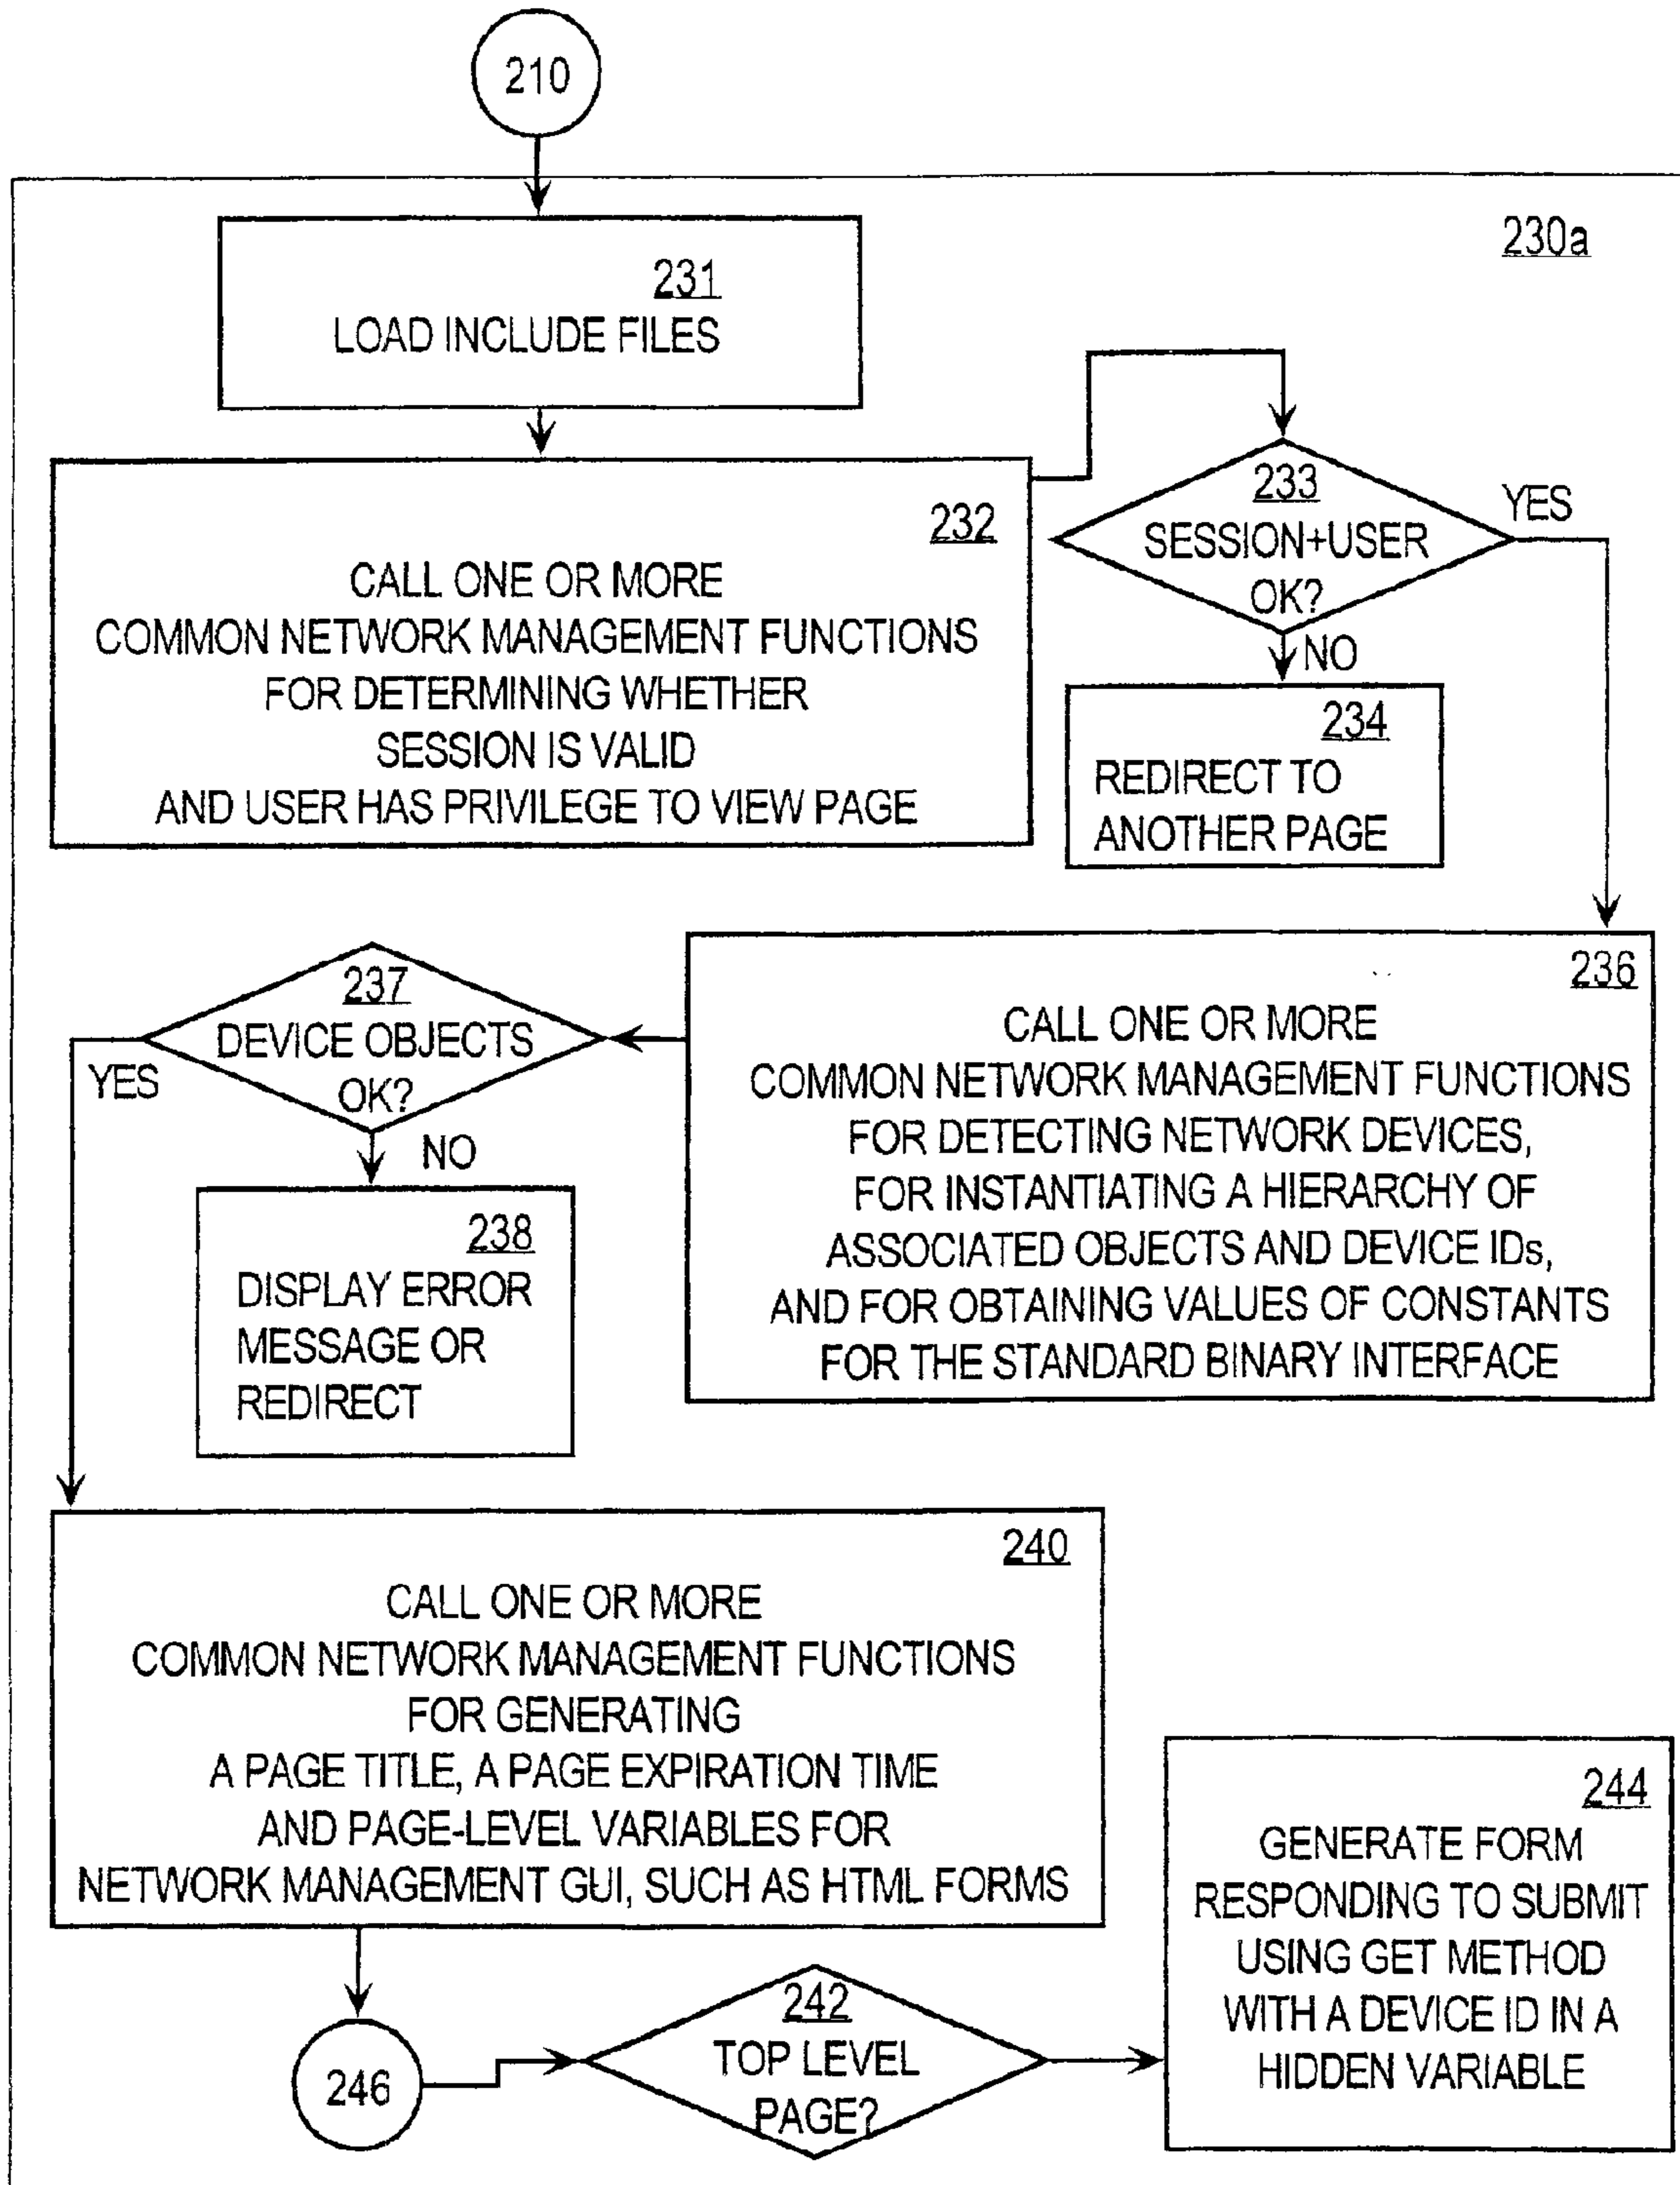 210
230a
231
LOAD INCLUDE FILES
232
CALL ONE OR MORE
COMMON NETWORK MANAGEMENT FUNCTIONS
FOR DETERMINING WHETHER
SESSION IS VALID
AND USER HAS PRIVILEGE TO VIEW PAGE
233
SESSION+USER
OK?
YES
NO
234
REDIRECT TO
ANOTHER PAGE
236
CALL ONE OR MORE
COMMON NETWORK MANAGEMENT FUNCTIONS
FOR DETECTING NETWORK DEVICES,
FOR INSTANTIATING A HIERARCHY OF
ASSOCIATED OBJECTS AND DEVICE IDs,
AND FOR OBTAINING VALUES OF CONSTANTS
FOR THE STANDARD BINARY INTERFACE
237
DEVICE OBJECTS
OK?
YES
NO
238
DISPLAY ERROR
MESSAGE OR
REDIRECT
240
CALL ONE OR MORE
COMMON NETWORK MANAGEMENT FUNCTIONS
FOR GENERATING
A PAGE TITLE, A PAGE EXPIRATION TIME
AND PAGE-LEVEL VARIABLES FOR
NETWORK MANAGEMENT GUI, SUCH AS HTML FORMS
246
242
TOP LEVEL
PAGE?
244
GENERATE FORM
RESPONDING TO SUBMIT
USING GET METHOD
WITH A DEVICE ID IN A
HIDDEN VARIABLE